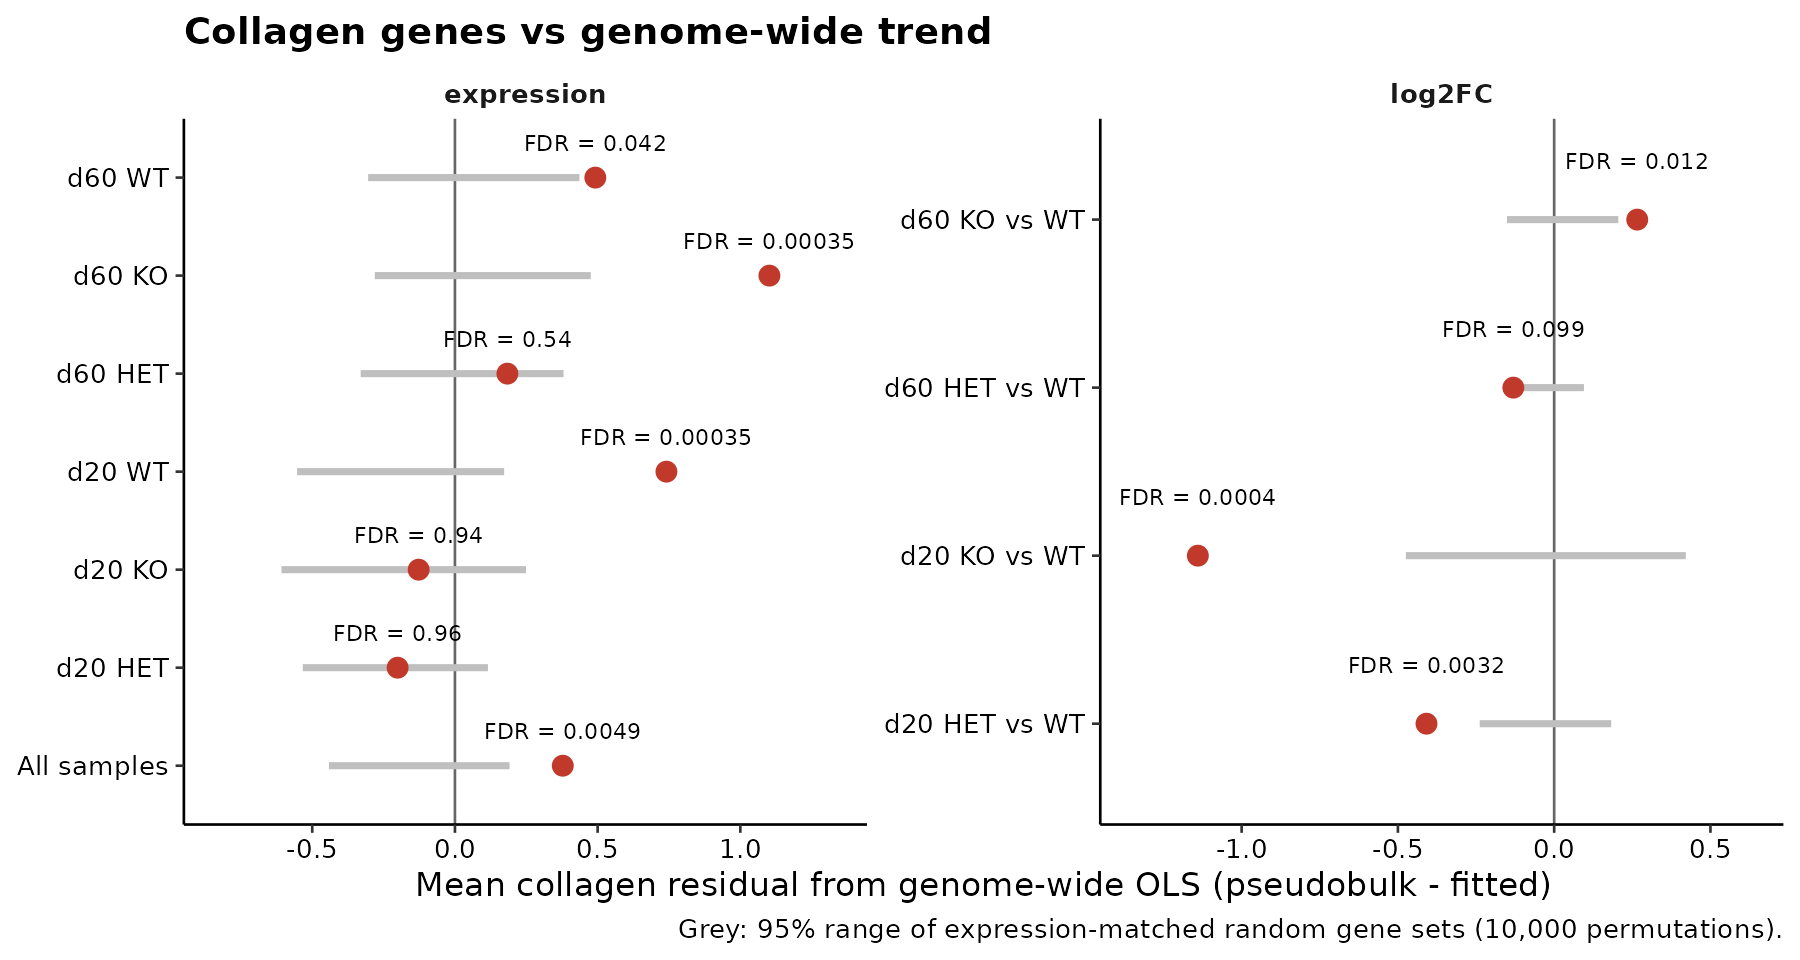 Collagen genes vs genome-wide trend
expression
FDR = 0.042
d60 WT
FDR = 0.00035
d60 KO
FDR = 0.54
d60 HET
FDR = 0.00035
d20 WT
FDR = 0.94
d20 KO
FDR = 0.96
d20 HET
FDR = 0.0049
All samples
-0.5 0.0 0.5 1.0
log2FC
FDR = 0.012
d60 KO vs WT
FDR = 0.099
d60 HET vs WT
FDR = 0.0004
d20 KO vs WT
FDR = 0.0032
d20 HET vs WT
-1.0 -0.5 0.0 0.5
Mean collagen residual from genome-wide OLS (pseudobulk - fitted)
Grey: 95% range of expression-matched random gene sets (10,000 permutations).